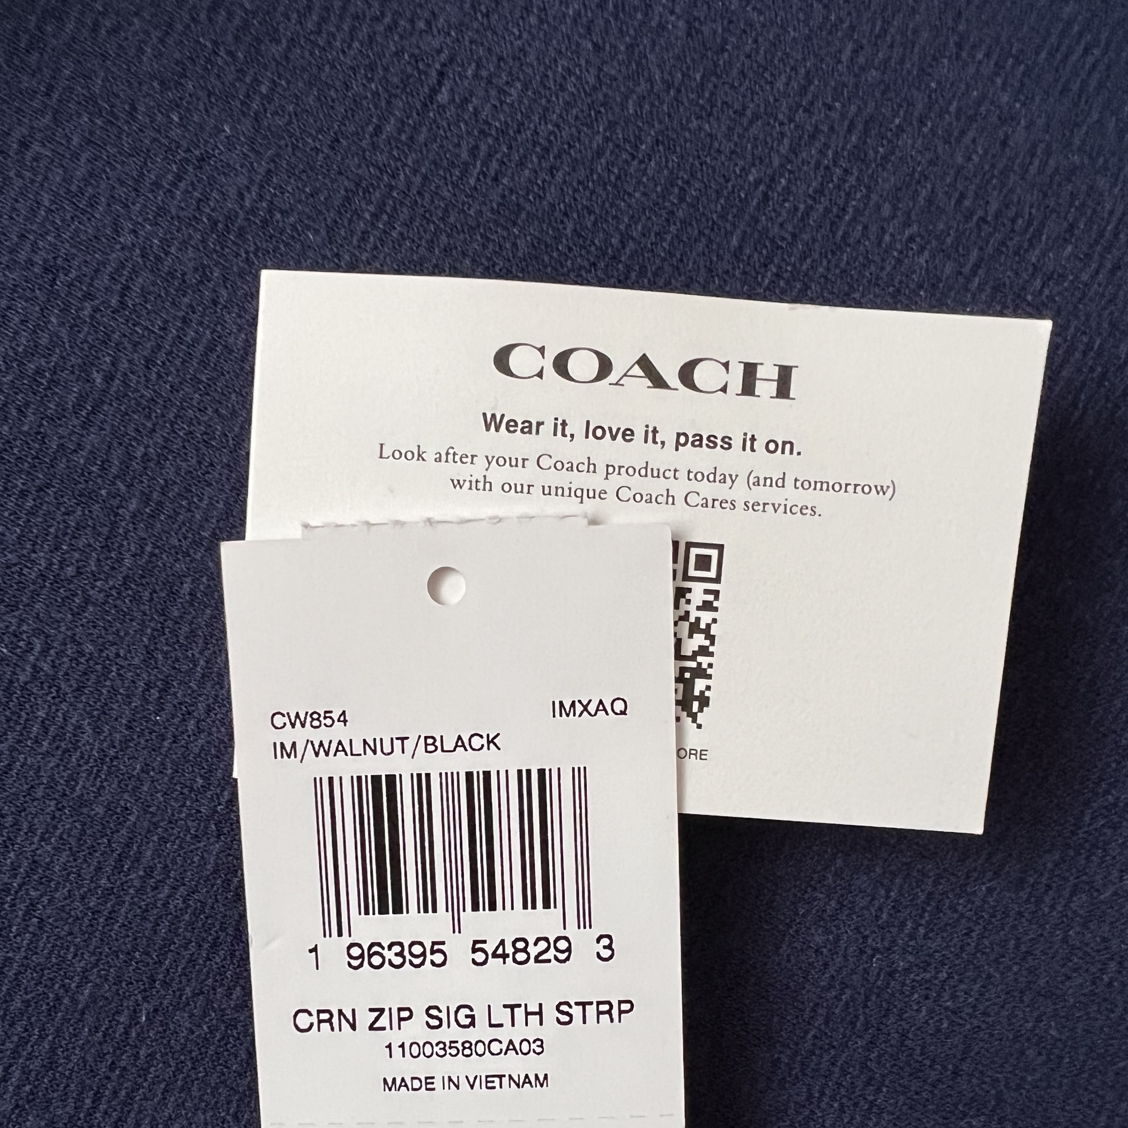 COACH
Wear it, love it, pass it on.
Look after your Coach product today (and tomorrow)
with our unique Coach Cares services.
ORE
CW854 IMXAQ
IM/WALNUT/BLACK
1 96395 54829 3
CRN ZIP SIG LTH STRP
11003580CA03
MADE IN VIETNAM